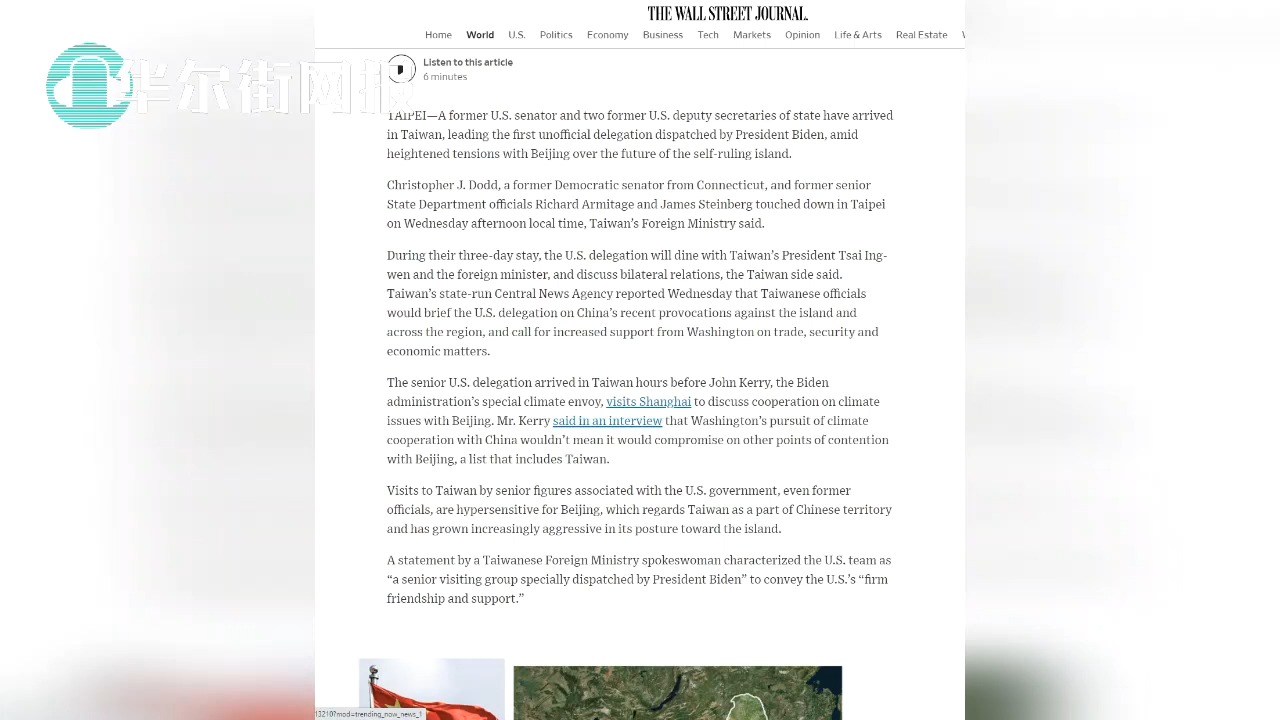 THE WALL STREET JOURNAL.
Home World U.S. Politics Economy Business Tech Markets Opinion Life & Arts Real Estate
华尔街网报
Listen to this article
6 minutes
TAIPEI—A former U.S. senator and two former U.S. deputy secretaries of state have arrived
in Taiwan, leading the first unofficial delegation dispatched by President Biden, amid
heightened tensions with Beijing over the future of the self-ruling island.
Christopher J. Dodd, a former Democratic senator from Connecticut, and former senior
State Department officials Richard Armitage and James Steinberg touched down in Taipei
on Wednesday afternoon local time, Taiwan’s Foreign Ministry said.
During their three-day stay, the U.S. delegation will dine with Taiwan’s President Tsai Ing-
wen and the foreign minister, and discuss bilateral relations, the Taiwan side said.
Taiwan’s state-run Central News Agency reported Wednesday that Taiwanese officials
would brief the U.S. delegation on China’s recent provocations against the island and
across the region, and call for increased support from Washington on trade, security and
economic matters.
The senior U.S. delegation arrived in Taiwan hours before John Kerry, the Biden
administration’s special climate envoy, visits Shanghai to discuss cooperation on climate
issues with Beijing. Mr. Kerry said in an interview that Washington’s pursuit of climate
cooperation with China wouldn’t mean it would compromise on other points of contention
with Beijing, a list that includes Taiwan.
Visits to Taiwan by senior figures associated with the U.S. government, even former
officials, are hypersensitive for Beijing, which regards Taiwan as a part of Chinese territory
and has grown increasingly aggressive in its posture toward the island.
A statement by a Taiwanese Foreign Ministry spokeswoman characterized the U.S. team as
“a senior visiting group specially dispatched by President Biden” to convey the U.S.’s “firm
friendship and support.”
13210?mod=trending_now_news_1